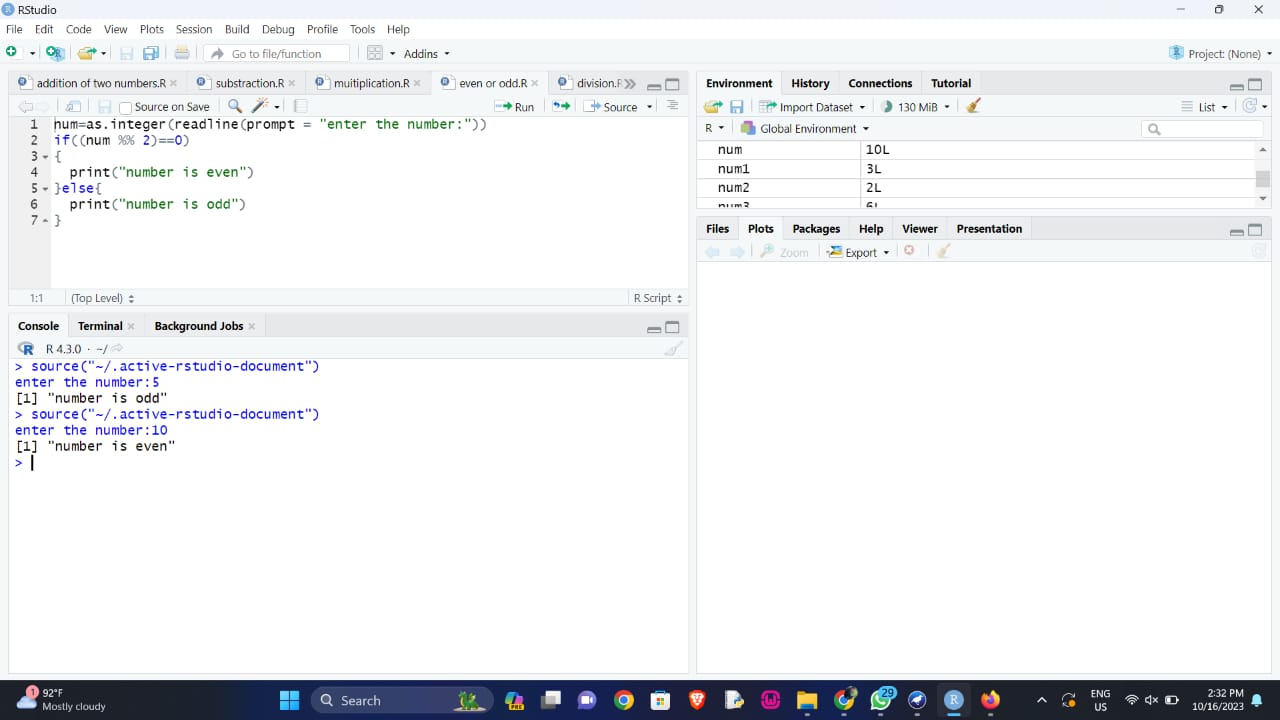 RStudio
File Edit Code View Plots Session Build Debug Profile Tools Help
Go to file/function Addins Project: (None)
addition of two numbers.R substraction.R muitiplication.R even or odd.R division.R
Source on Save Run Source
1 num=as.integer(readline(prompt = "enter the number:"))
2 if((num %% 2)==0)
3 {
4 print("number is even")
5 }else{
6 print("number is odd")
7 }
1:1 (Top Level) R Script
Console Terminal Background Jobs
R 4.3.0 · ~/
> source("~/.active-rstudio-document")
enter the number:5
[1] "number is odd"
> source("~/.active-rstudio-document")
enter the number:10
[1] "number is even"
>
Environment History Connections Tutorial
Import Dataset 130 MiB List
R Global Environment
num 10L
num1 3L
num2 2L
num3 6L
Files Plots Packages Help Viewer Presentation
Zoom Export
1 92°F
Mostly cloudy
Search
PRE
29
R
ENG
US
2:32 PM
10/16/2023